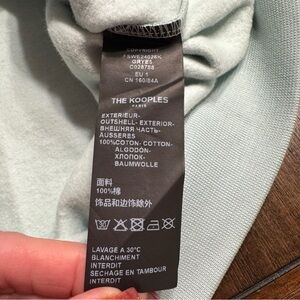 COPYRIGHT
GRY65
C028788
EU 1
CN 160/84A
THE KOOPLES
PARIS
EXTERIEUR-
OUTSHELL- EXTERIOR-
ВНЕШНЯЯ ЧАСТЬ-
AUSSERES
100%COTON- COTTON-
ALGODÓN-
ХЛОПОК-
BAUMWOLLE
面料
100%棉
饰品和边饰除外
LAVAGE A 30°C
BLANCHIMENT
INTERDIT
SECHAGE EN TAMBOUR
INTERDIT